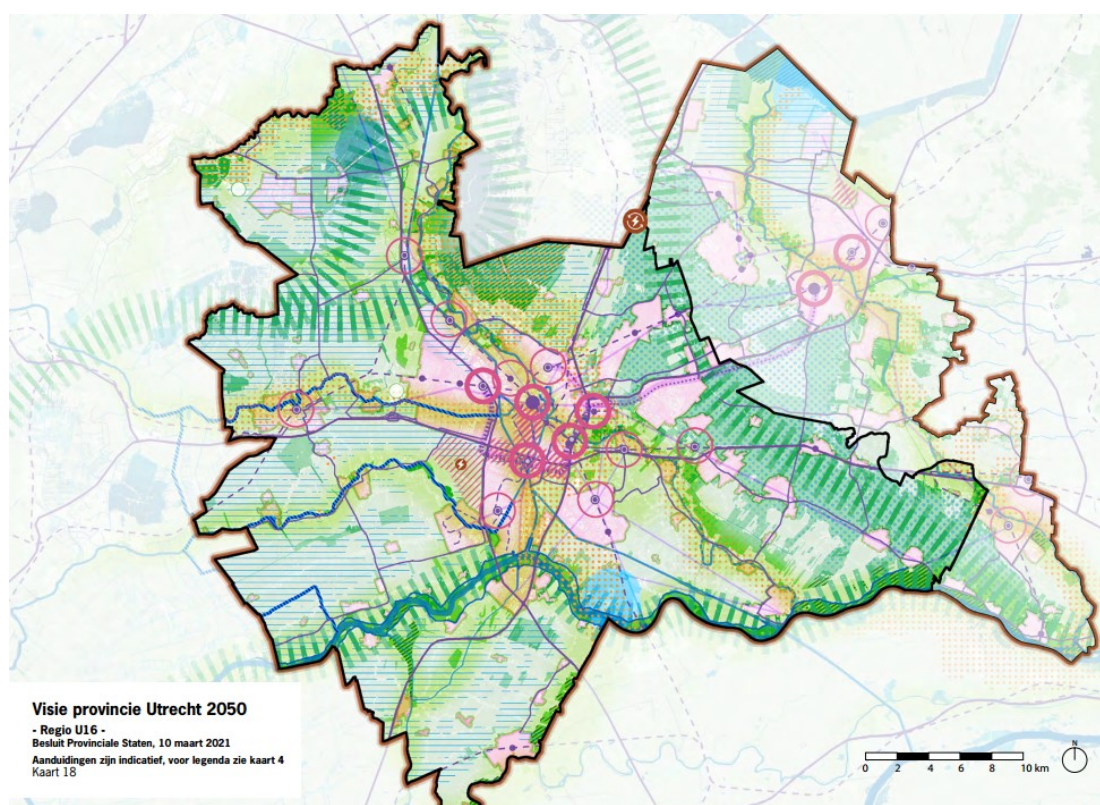 N
0 2 4 6 8 10 km
Visie provincie Utrecht 2050
- Regio U16 -
Besluit Provinciale Staten, 10 maart 2021
Aanduidingen zijn indicatief, voor legenda zie kaart 4
Kaart 18